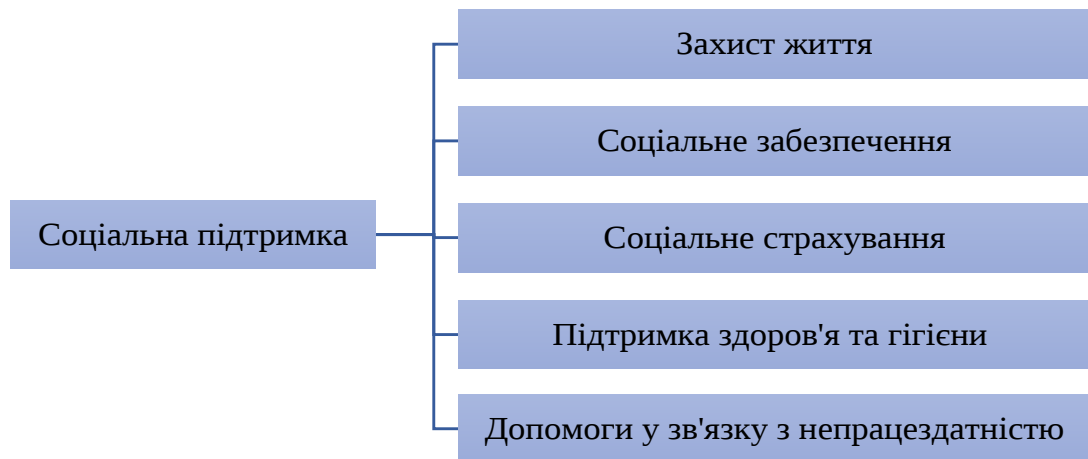 Захист життя
Соціальне забезпечення
Соціальна підтримка
Соціальне страхування
Підтримка здоров'я та гігієни
Допомоги у зв'язку з непрацездатністю